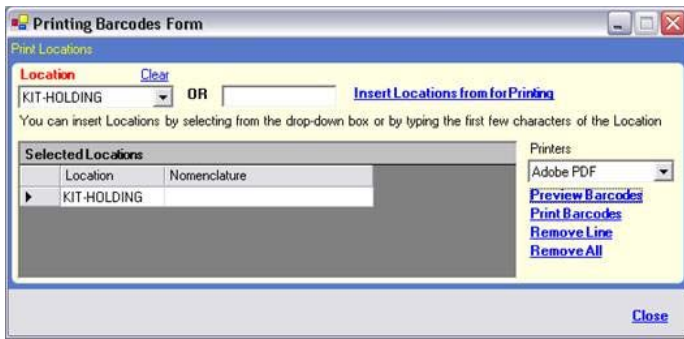 Printing Barcodes Form
Print Locations
Location Clear
KIT-HOLDING OR Insert Locations from for Printing
You can insert Locations by selecting from the drop-down box or by typing the first few characters of the Location
Selected Locations Printers
Location Nomenclature Adobe PDF
KIT-HOLDING Preview Barcodes
Print Barcodes
Remove Line
Remove All
Close